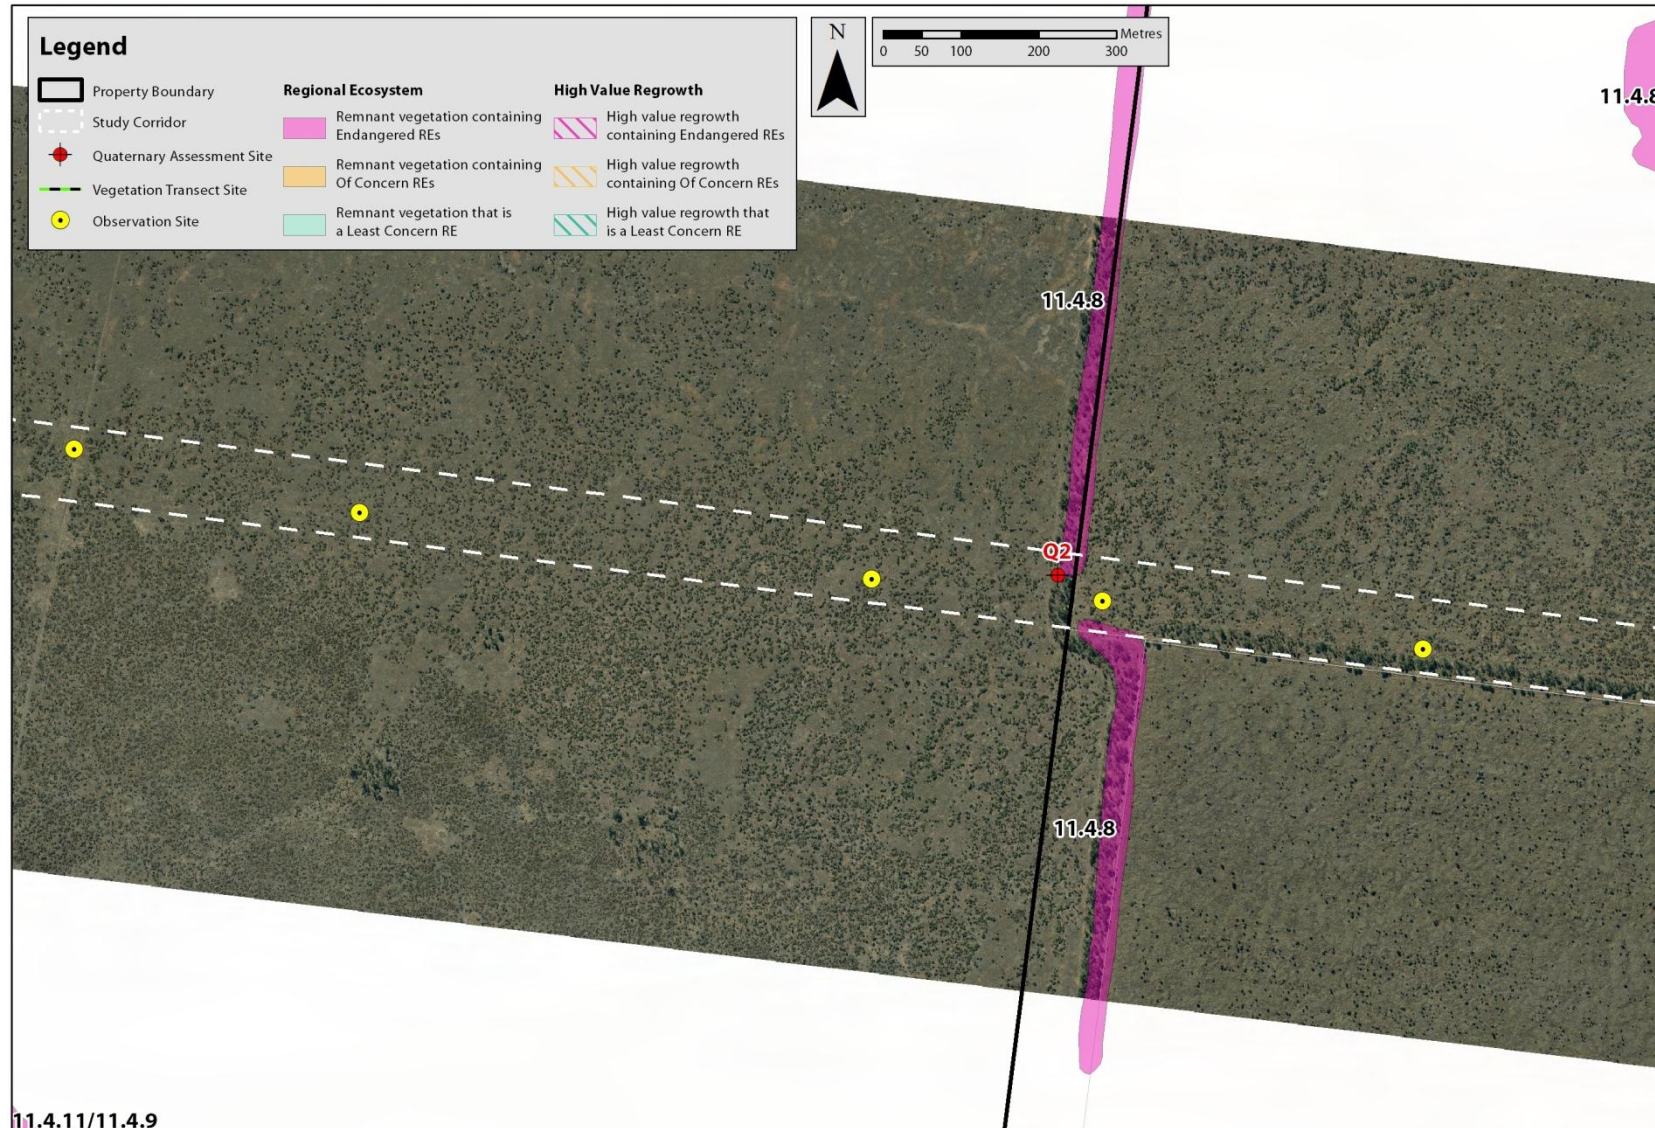 Legend
Property Boundary
Study Corridor
Quaternary Assessment Site
Vegetation Transect Site
Observation Site
Regional Ecosystem
Remnant vegetation containing
Endangered REs
Remnant vegetation containing
Of Concern REs
Remnant vegetation that is
a Least Concern RE
High Value Regrowth
High value regrowth
containing Endangered REs
High value regrowth
containing Of Concern REs
High value regrowth that
is a Least Concern RE
N
Metres
0 50 100 200 300
11.4.8
11.4.8
Q2
11.4.8
11.4.11/11.4.9